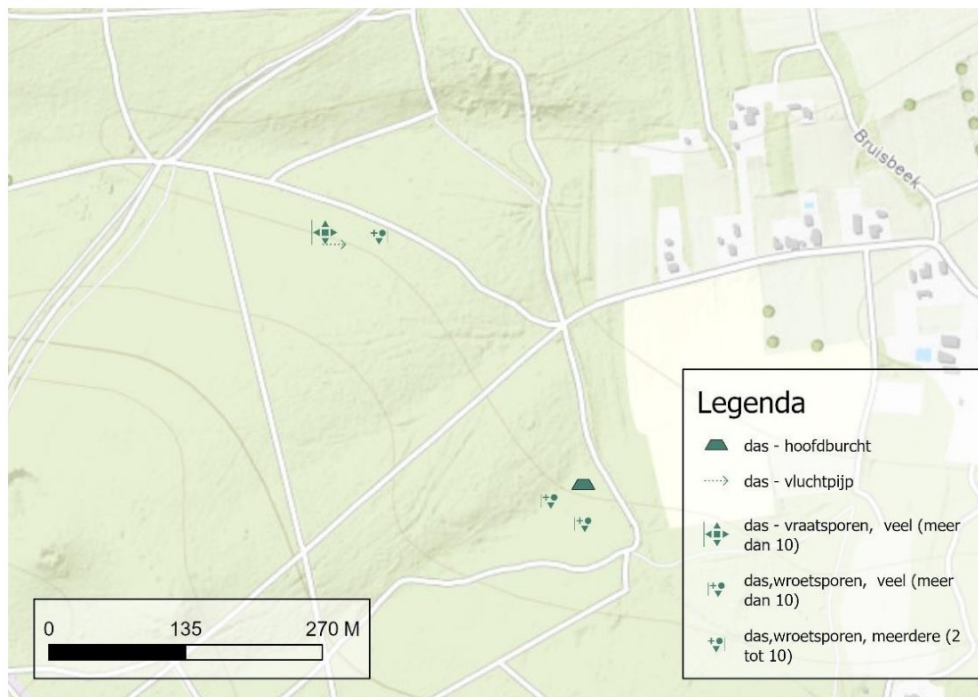 Bruisbeek
Legenda
das - hoofdburcht
das - vluchtpijp
das - vraatsporen, veel (meer
dan 10)
das,wroetsporen, veel (meer
dan 10)
das,wroetsporen, meerdere (2
tot 10)
0 135 270 M